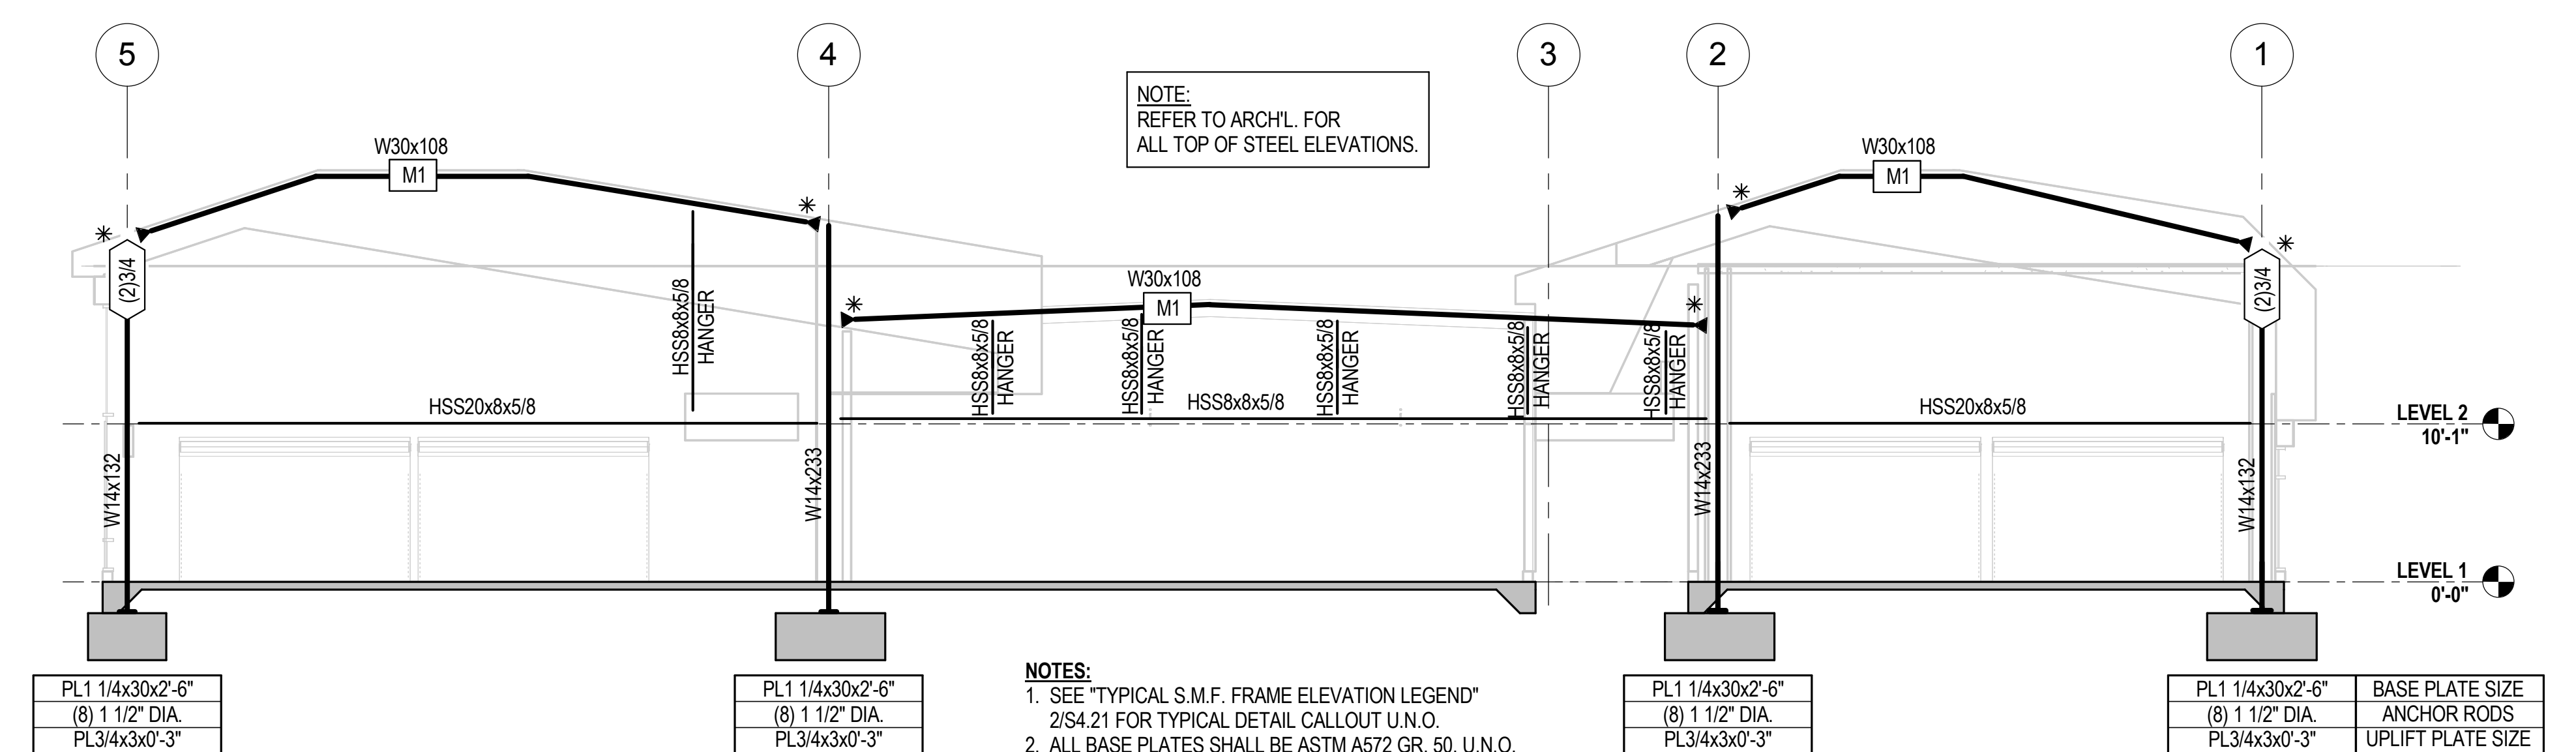 5
4
3
2
1
NOTE:
REFER TO ARCH'L. FOR
ALL TOP OF STEEL ELEVATIONS.
W30x108
M1
W30x108
M1
W30x108
M1
(2)3/4
(2)3/4
HSS8x8x5/8
HANGER
HSS8x8x5/8
HANGER
HSS8x8x5/8
HANGER
HSS8x8x5/8
HANGER
HSS8x8x5/8
HANGER
HSS8x8x5/8
HANGER
HSS20x8x5/8
HSS8x8x5/8
HSS20x8x5/8
LEVEL 2
10'-1"
W14x132
W14x233
W14x233
W14x132
LEVEL 1
0'-0"
PL1 1/4x30x2'-6"
(8) 1 1/2" DIA.
PL3/4x3x0'-3"
PL1 1/4x30x2'-6"
(8) 1 1/2" DIA.
PL3/4x3x0'-3"
NOTES:
1. SEE "TYPICAL S.M.F. FRAME ELEVATION LEGEND"
2/S4.21 FOR TYPICAL DETAIL CALLOUT U.N.O.
2. ALL BASE PLATES SHALL BE ASTM A572 GR. 50, U.N.O.
PL1 1/4x30x2'-6"
(8) 1 1/2" DIA.
PL3/4x3x0'-3"
PL1 1/4x30x2'-6" BASE PLATE SIZE
(8) 1 1/2" DIA. ANCHOR RODS
PL3/4x3x0'-3" UPLIFT PLATE SIZE